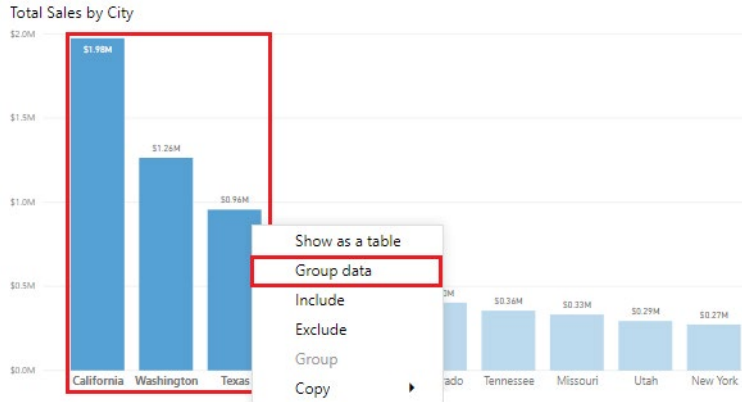 Total Sales by City
$2.0M
$1.98M
$1.5M
$1.26M
$1.0M
$0.96M
Show as a table
Group data
Include
Exclude
Group
Copy
$0.5M
$0.36M
$0.33M
$0.29M
$0.27M
$0.0M
California Washington Texas Tennessee Missouri Utah New York